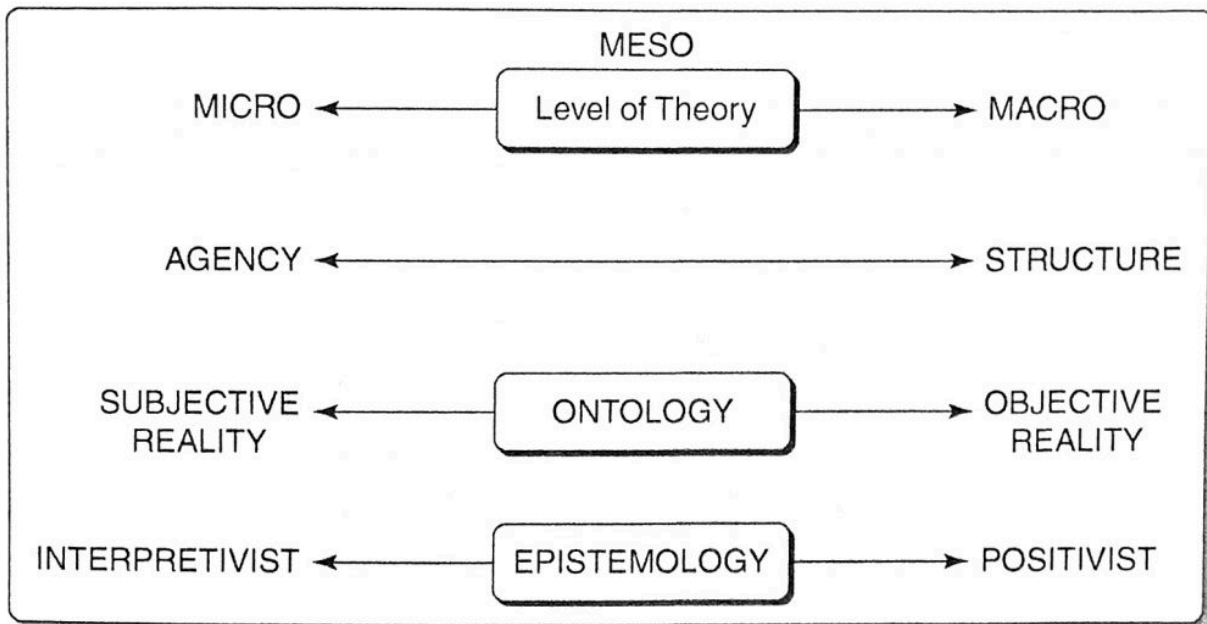 MESO
MICRO Level of Theory MACRO
AGENCY STRUCTURE
SUBJECTIVE REALITY ONTOLOGY OBJECTIVE REALITY
INTERPRETIVIST EPISTEMOLOGY POSITIVIST